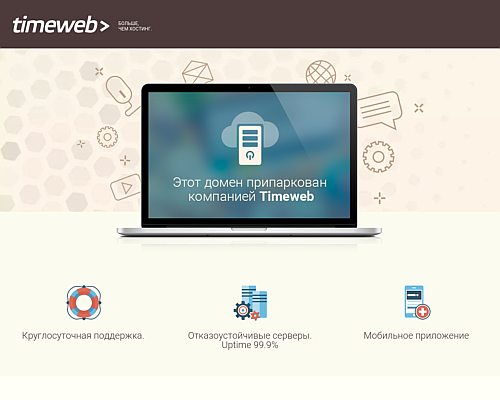 timeweb>
БОЛЬШЕ,
ЧЕМ ХОСТИНГ.
Этот домен припаркован
компанией Timeweb
Круглосуточная поддержка.
Отказоустойчивые серверы.
Uptime 99.9%
Мобильное приложение